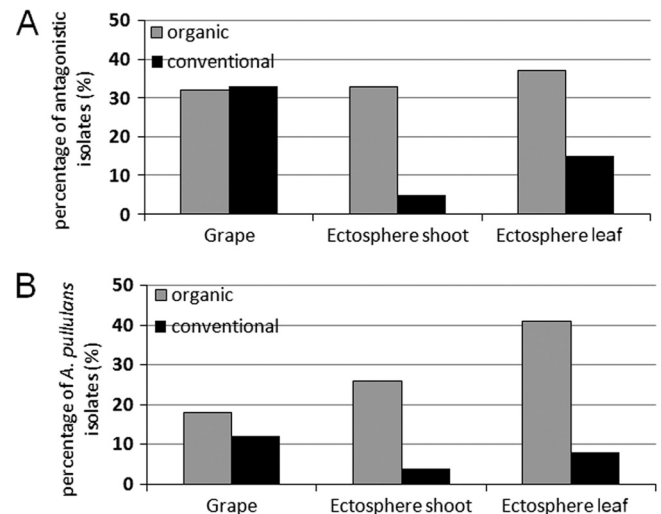 A
percentage of antagonistic
isolates (%)
50
40
30
20
10
0
organic
conventional
Grape
Ectosphere shoot
Ectosphere leaf
B
percentage of A. pullulans
isolates (%)
50
40
30
20
10
0
organic
conventional
Grape
Ectosphere shoot
Ectosphere leaf